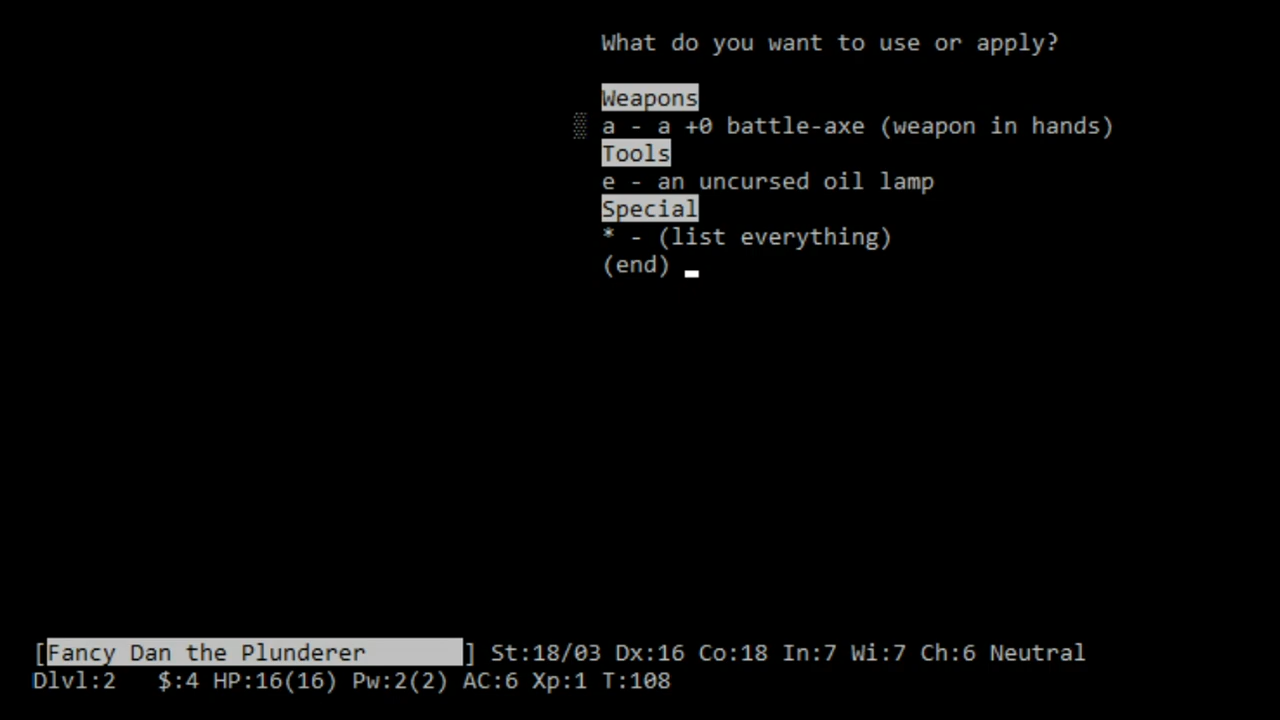 What do you want to use or apply?
Weapons
a - a +0 battle-axe (weapon in hands)
Tools
e - an uncursed oil lamp
Special
* - (list everything)
(end)
[Fancy Dan the Plunderer] St:18/03 Dx:16 Co:18 In:7 Wi:7 Ch:6 Neutral
Dlvl:2 $:4 HP:16(16) Pw:2(2) AC:6 Xp:1 T:108